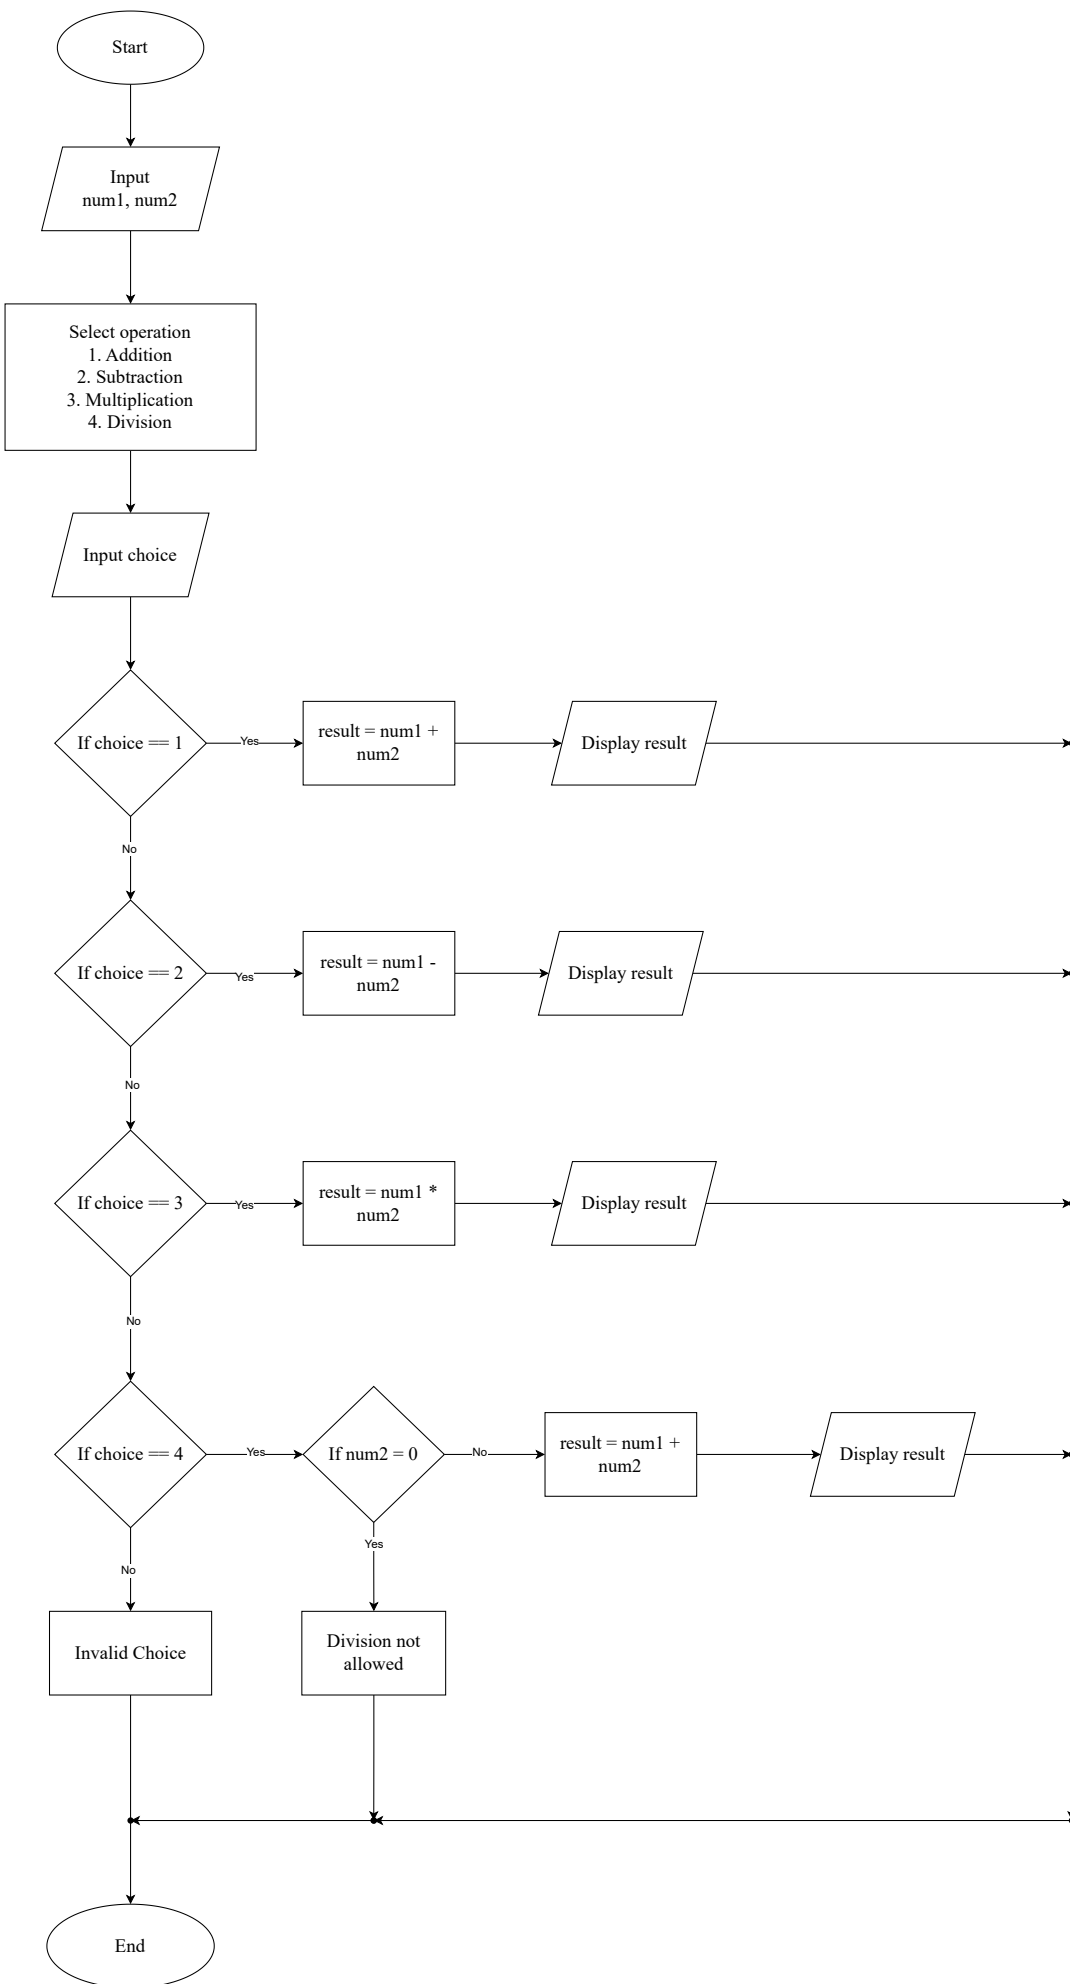 Start
Input
num1, num2
Select operation
1. Addition
2. Subtraction
3. Multiplication
4. Division
Input choice
If choice == 1
Yes
result = num1 +
num2
Display result
No
If choice == 2
Yes
result = num1 -
num2
Display result
No
If choice == 3
Yes
result = num1 *
num2
Display result
No
If choice == 4
Yes
If num2 = 0
No
result = num1 +
num2
Display result
Yes
No
Invalid Choice
Division not
allowed
End